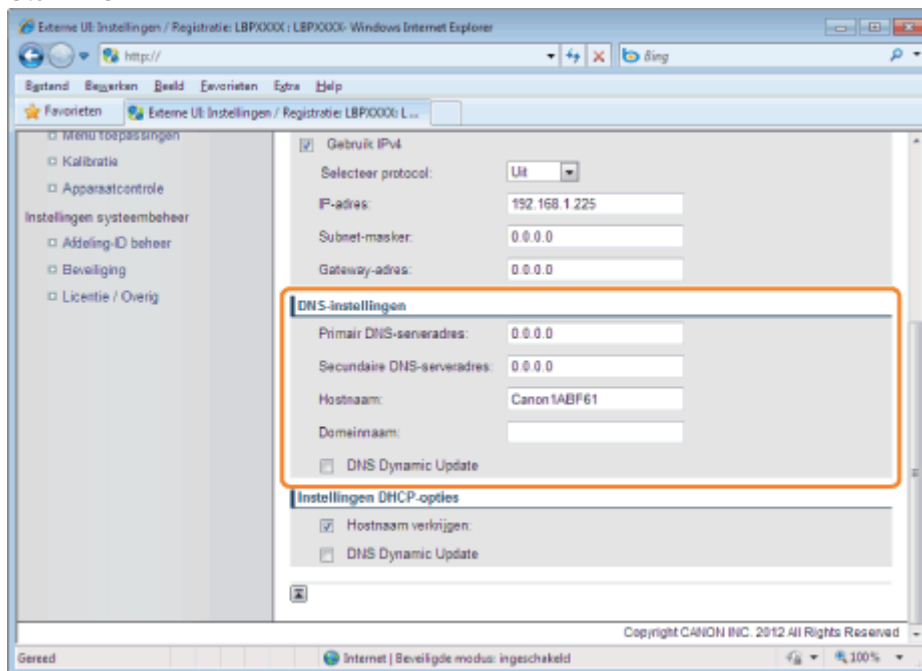 Externe UI: Instellingen / Registratie: LBPXXXX : LBPXXXX- Windows Internet Explorer
http://
Bing
Bestand Bewerken Beeld Favorieten Extra Help
Favorieten Externe UI: Instellingen / Registratie: LBPXXXX: L...
Menu toepassingen
Kalibratie
Apparaatcontrole
Instellingen systeembeheer
Afdeling-ID beheer
Beveiliging
Licentie / Overig
Gebruik IPv4
Selecteer protocol: Uit
IP-adres: 192.168.1.225
Subnet-masker: 0.0.0.0
Gateway-adres: 0.0.0.0
DNS-instellingen
Primair DNS-serveradres: 0.0.0.0
Secundaire DNS-serveradres: 0.0.0.0
Hostnaam: Canon1ABF61
Domeinnaam:
DNS Dynamic Update
Instellingen DHCP-opties
Hostnaam verkrijgen:
DNS Dynamic Update
Copyright CANON INC. 2012 All Rights Reserved
Gereed Internet | Beveiligde modus: ingeschakeld 100%